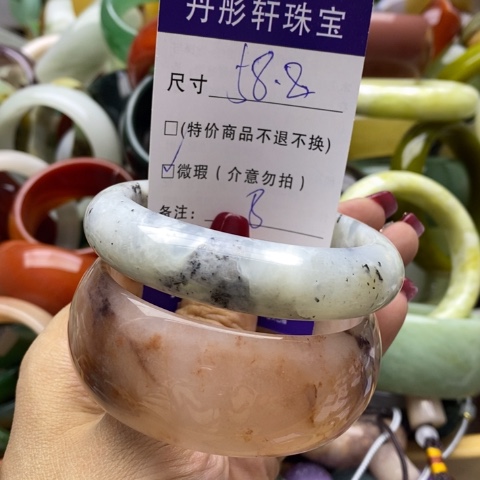 丹彤轩珠宝
尺寸 58.8
□(特价商品不退不换)
☑微瑕（介意勿拍）
备注： B